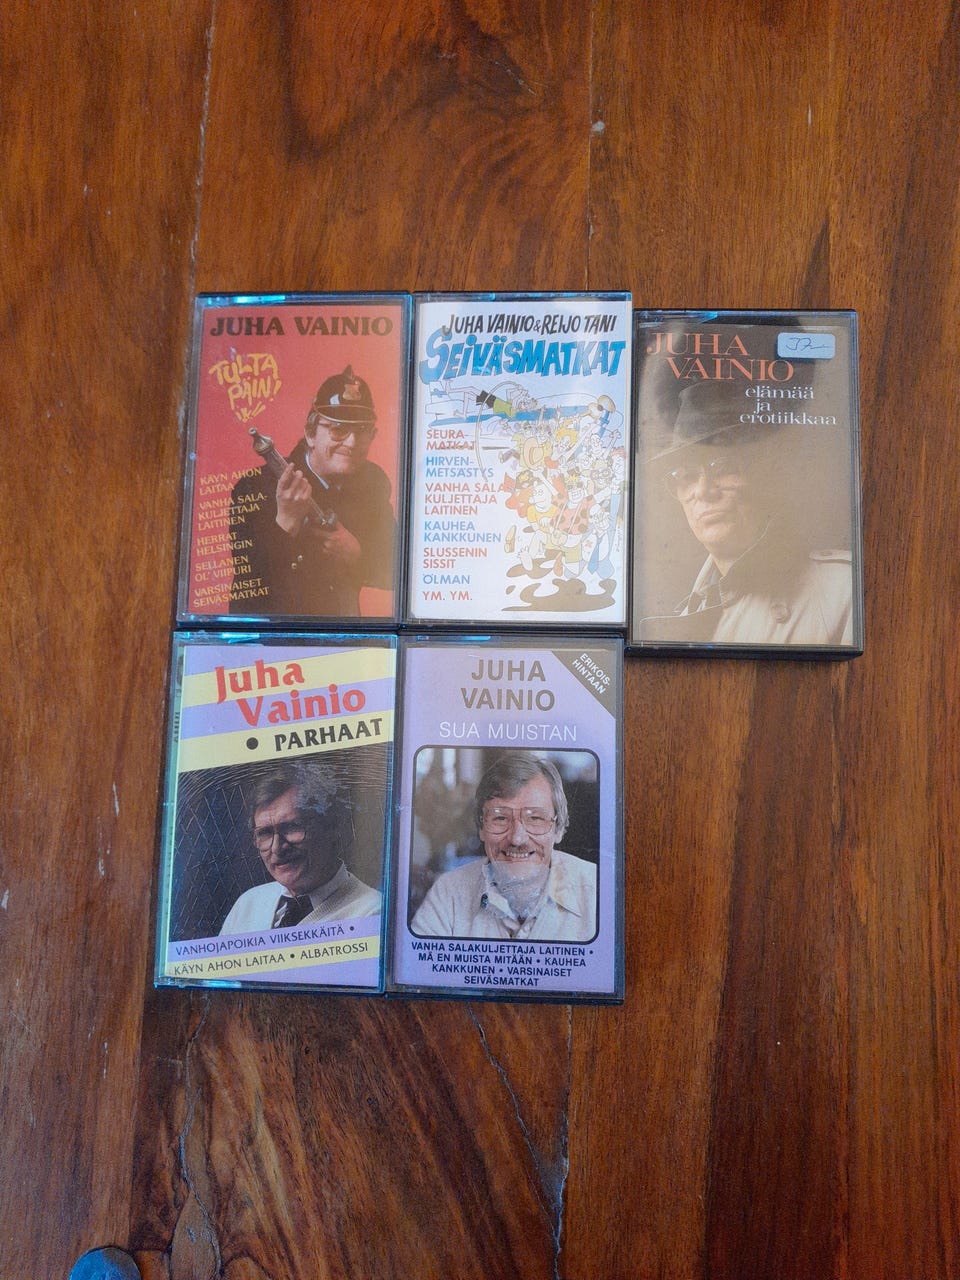 JUHA VAINIO
TULTA
PÄIN!
KÄYN AHON
LAITAA
VANHA SALA-
KULJETTAJA
LAITINEN
HERRAT
HELSINGIN
SELLANEN
OL' VIIPURI
VARSINAISET
SEIVÄSMATKAT
JUHA VAINIO & REIJO TANI
SEIVÄSMATKAT
SEURA-
MATKAT
HIRVEN-
METSÄSTYS
VANHA SALA
KULJETTAJA
LAITINEN
KAUHEA
KANKKUNEN
SLUSSENIN
SISSIT
ÖLMAN
YM. YM.
JUHA
VAINIO
elämää
ja
erotiikkaa
Juha
Vainio
• PARHAAT
VANHOJAPOIKIA VIIKSEKKÄITÄ •
KÄYN AHON LAITAA • ALBATROSSI
JUHA
VAINIO
ERIKOIS-
HINTAAN
SUA MUISTAN
VANHA SALAKULJETTAJA LAITINEN •
MÄ EN MUISTA MITÄÄN • KAUHEA
KANKKUNEN • VARSINAISET
SEIVÄSMATKAT